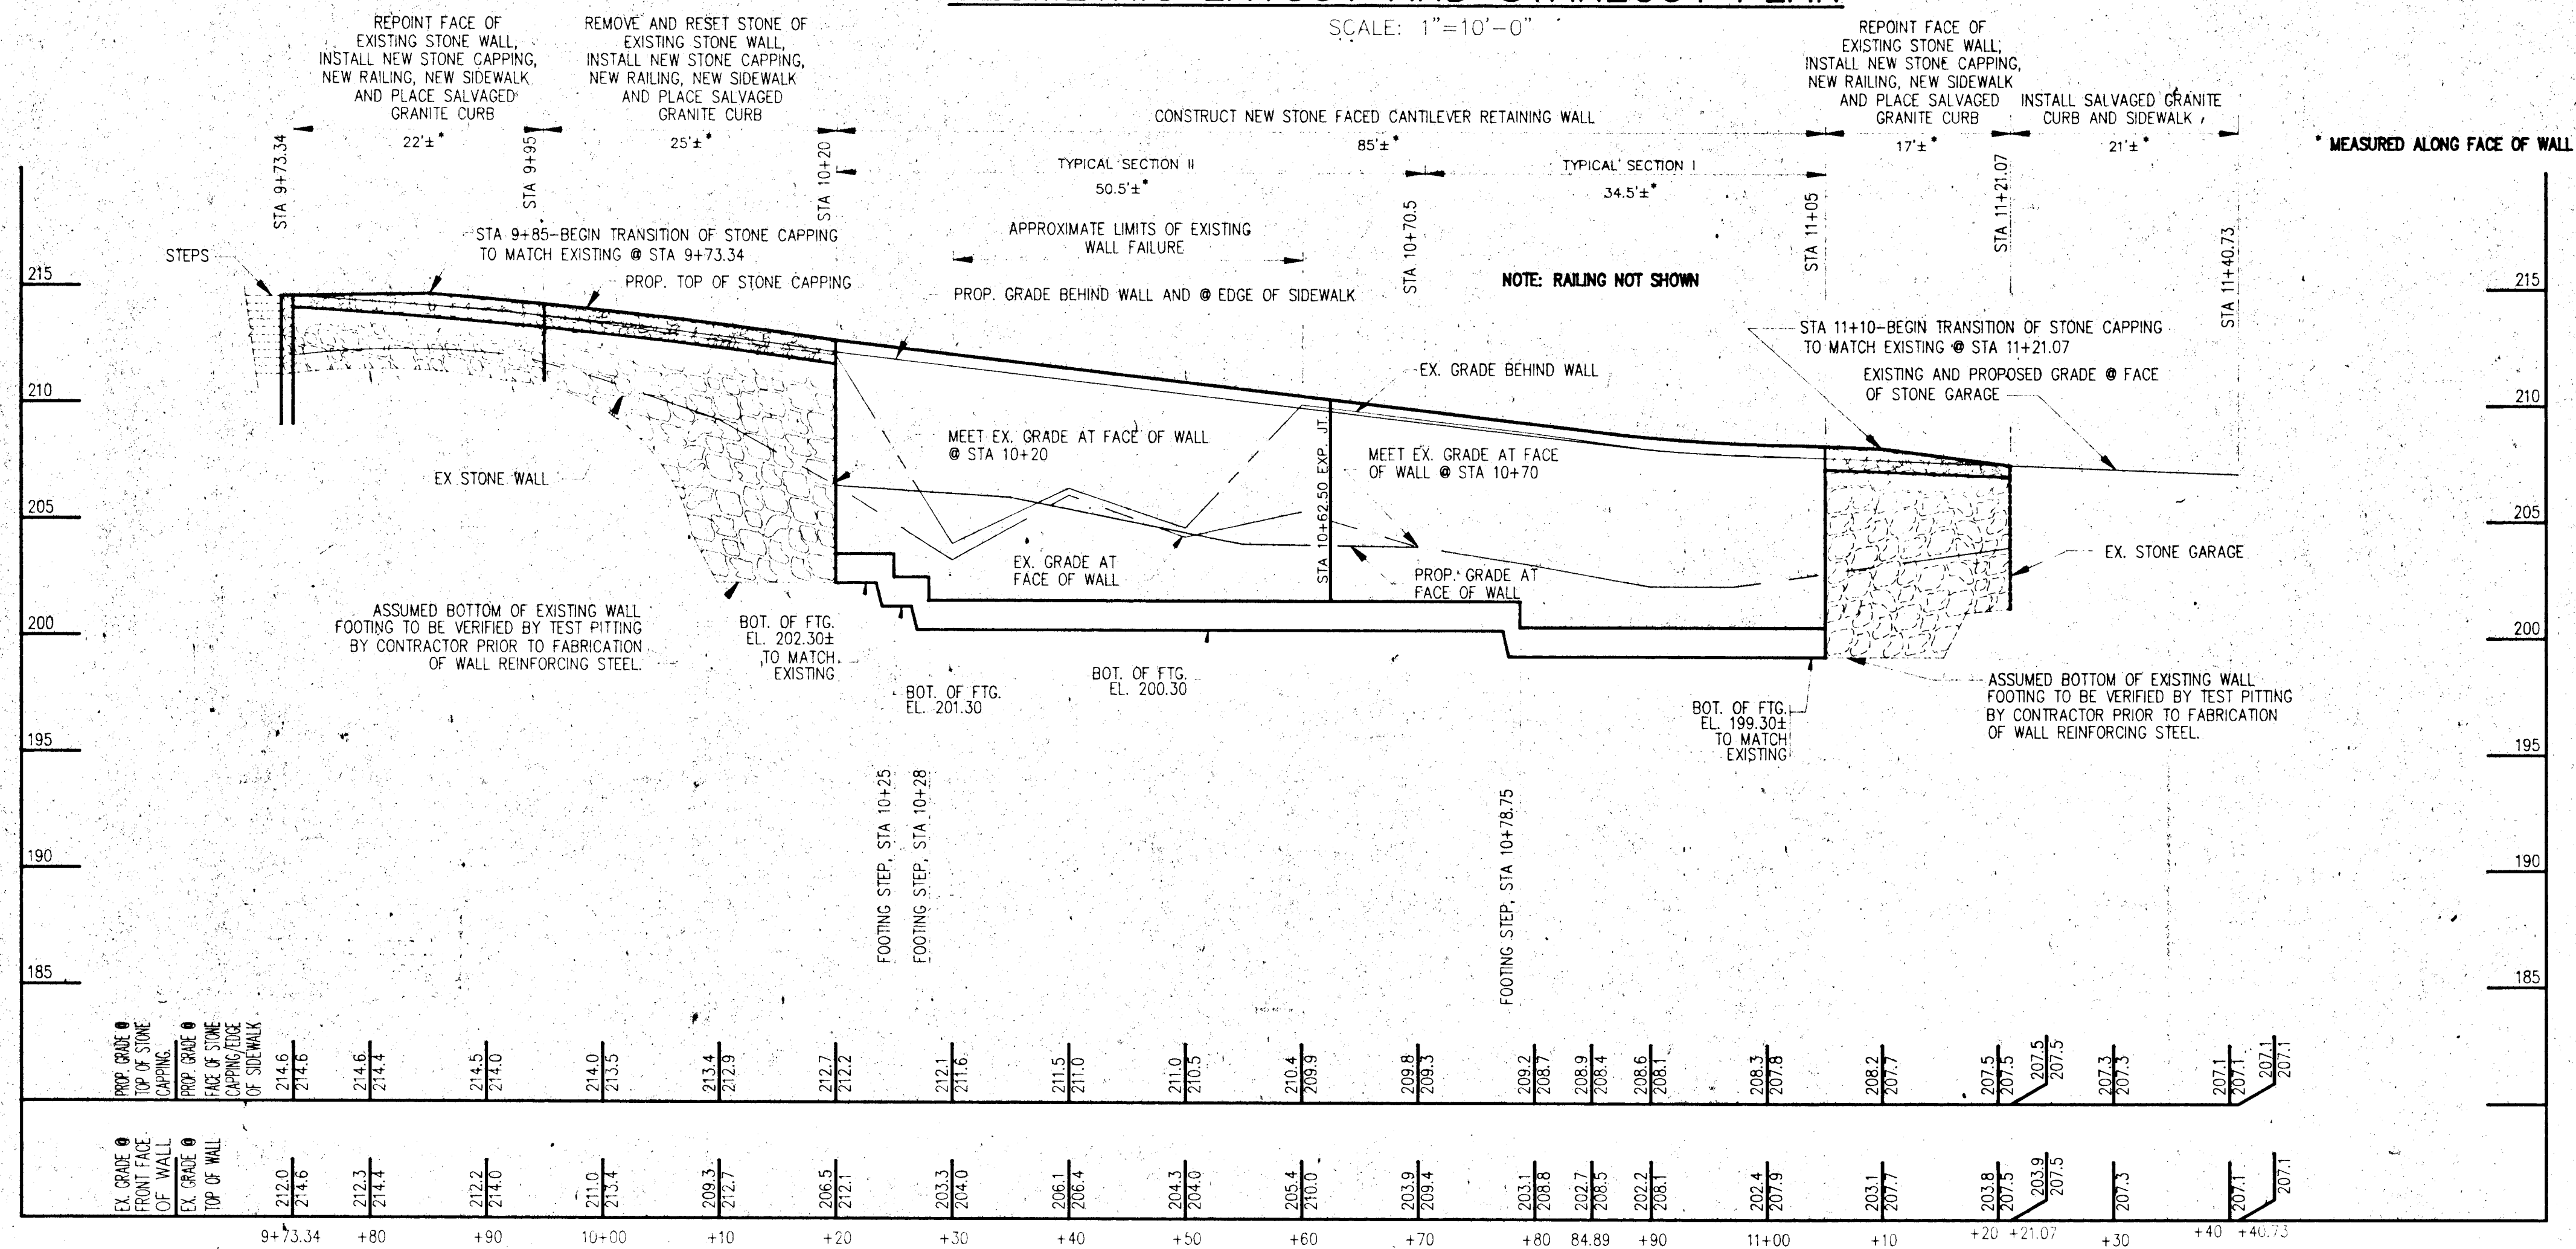 SCALE: 1"=10'-0"
REPOINT FACE OF
EXISTING STONE WALL,
INSTALL NEW STONE CAPPING,
NEW RAILING, NEW SIDEWALK
AND PLACE SALVAGED
GRANITE CURB
22'±*
REMOVE AND RESET STONE OF
EXISTING STONE WALL,
INSTALL NEW STONE CAPPING,
NEW RAILING, NEW SIDEWALK
AND PLACE SALVAGED
GRANITE CURB
25'±*
CONSTRUCT NEW STONE FACED CANTILEVER RETAINING WALL
85'±*
REPOINT FACE OF
EXISTING STONE WALL,
INSTALL NEW STONE CAPPING,
NEW RAILING, NEW SIDEWALK
AND PLACE SALVAGED
GRANITE CURB
17'±*
INSTALL SALVAGED GRANITE
CURB AND SIDEWALK
21'±*
* MEASURED ALONG FACE OF WALL
TYPICAL SECTION II
50.5'±*
TYPICAL SECTION I
34.5'±*
STA 9+73.34
STA 9+95
STA 10+20
STA 10+70.5
STA 11+05
STA 11+21.07
STA 11+40.73
STEPS
STA 9+85-BEGIN TRANSITION OF STONE CAPPING
TO MATCH EXISTING @ STA 9+73.34
PROP. TOP OF STONE CAPPING
APPROXIMATE LIMITS OF EXISTING
WALL FAILURE
PROP. GRADE BEHIND WALL AND @ EDGE OF SIDEWALK
NOTE: RAILING NOT SHOWN
STA 11+10-BEGIN TRANSITION OF STONE CAPPING
TO MATCH EXISTING @ STA 11+21.07
EX. GRADE BEHIND WALL
EXISTING AND PROPOSED GRADE @ FACE
OF STONE GARAGE
215
210
205
200
195
190
185
215
210
205
200
195
190
185
EX STONE WALL
MEET EX. GRADE AT FACE OF WALL
@ STA 10+20
STA 10+62.50 EXP. JT.
MEET EX. GRADE AT FACE
OF WALL @ STA 10+70
EX. GRADE AT
FACE OF WALL
PROP. GRADE AT
FACE OF WALL
EX. STONE GARAGE
ASSUMED BOTTOM OF EXISTING WALL
FOOTING TO BE VERIFIED BY TEST PITTING
BY CONTRACTOR PRIOR TO FABRICATION
OF WALL REINFORCING STEEL.
BOT. OF FTG.
EL. 202.30±
TO MATCH
EXISTING
BOT. OF FTG.
EL. 201.30
BOT. OF FTG.
EL. 200.30
BOT. OF FTG.
EL. 199.30±
TO MATCH
EXISTING
ASSUMED BOTTOM OF EXISTING WALL
FOOTING TO BE VERIFIED BY TEST PITTING
BY CONTRACTOR PRIOR TO FABRICATION
OF WALL REINFORCING STEEL.
FOOTING STEP, STA 10+25
FOOTING STEP, STA 10+28
FOOTING STEP, STA 10+78.75
PROP. GRADE @
TOP OF STONE
CAPPING.
PROP. GRADE @
FACE OF STONE
CAPPING/EDGE
OF SIDEWALK
214.6 214.6 214.5 214.0 213.4 212.7 212.1 211.5 211.0 210.4 209.8 209.2 208.9 208.6 208.3 208.2 207.5 207.5 207.3 207.1 207.1
214.6 214.4 214.0 213.5 212.9 212.2 211.6 211.0 210.5 209.9 209.3 208.7 208.4 208.1 207.8 207.7 207.5 207.5 207.3 207.1 207.1
EX. GRADE @
FRONT FACE
OF WALL
EX. GRADE @
TOP OF WALL
212.0 212.3 212.2 211.0 209.3 206.5 203.3 206.1 204.3 205.4 203.9 203.1 202.7 202.2 202.4 203.1 203.8 203.9
214.6 214.4 214.0 213.4 212.7 212.1 204.0 206.4 204.0 210.0 209.4 208.8 208.5 208.1 207.9 207.7 207.5 207.5 207.3 207.1 207.1
9+73.34 +80 +90 10+00 +10 +20 +30 +40 +50 +60 +70 +80 84.89 +90 11+00 +10 +20 +21.07 +30 +40 +40.73